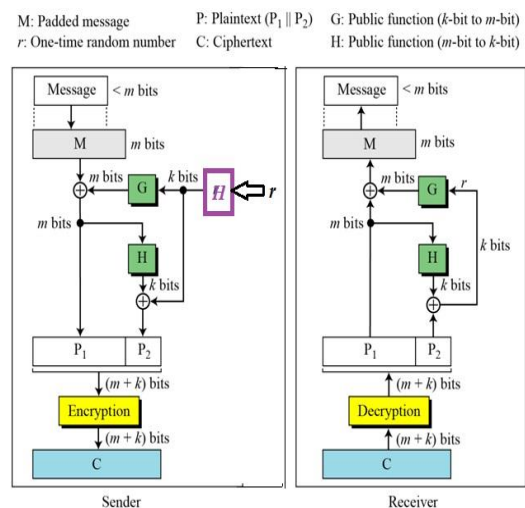 M: Padded message P: Plaintext (P1 || P2) G: Public function (k-bit to m-bit)
r: One-time random number C: Ciphertext H: Public function (m-bit to k-bit)
Message < m bits
M m bits
m bits G k bits H r
m bits
H
k bits
P1 P2
(m + k) bits
Encryption
(m + k) bits
C
Sender
Message < m bits
M m bits
m bits G r
m bits
H k bits
k bits
P1 P2
(m + k) bits
Decryption
(m + k) bits
C
Receiver